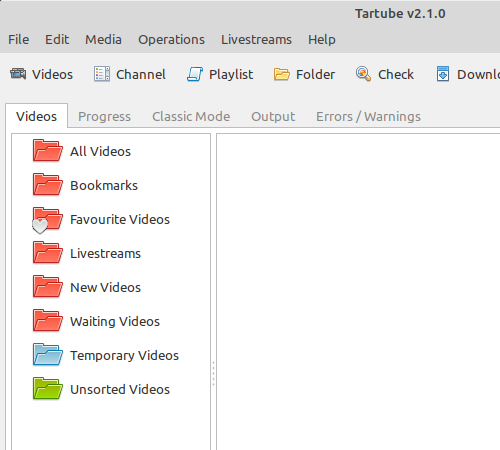 Tartube v2.1.0
File Edit Media Operations Livestreams Help
Videos Channel Playlist Folder Check Downl
Videos Progress Classic Mode Output Errors / Warnings
All Videos
Bookmarks
Favourite Videos
Livestreams
New Videos
Waiting Videos
Temporary Videos
Unsorted Videos